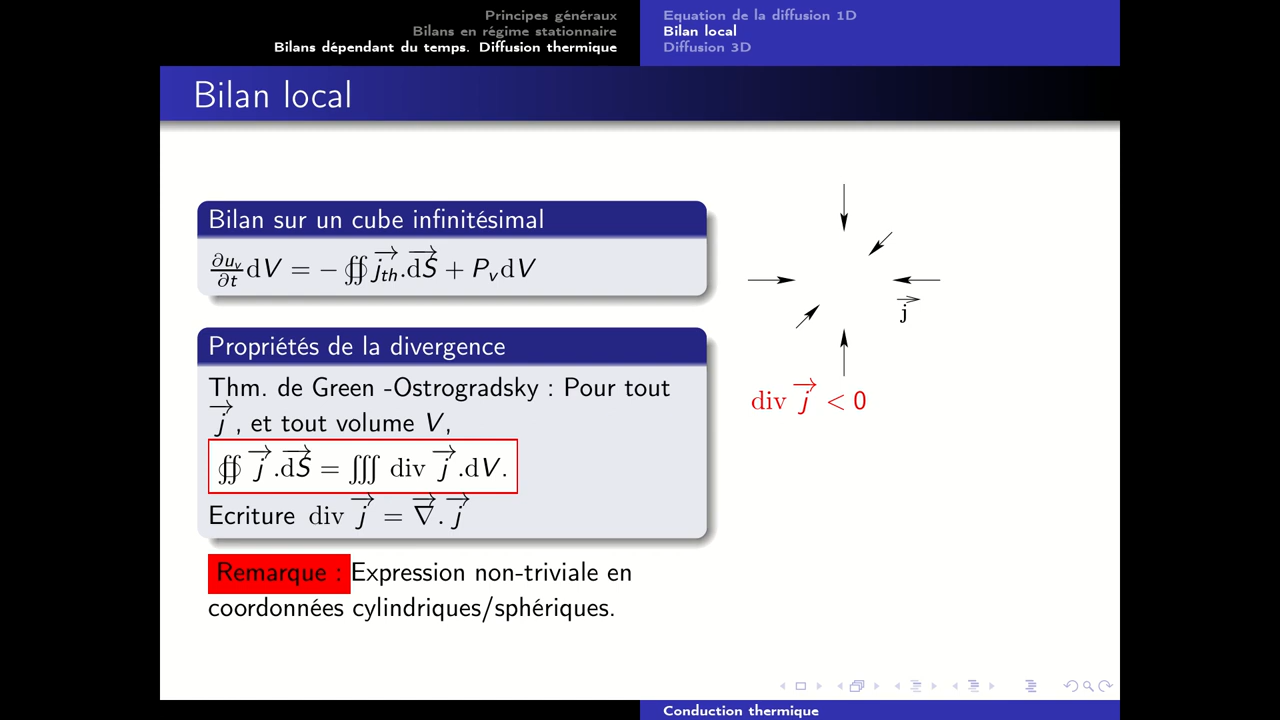 Principes généraux
Bilans en régime stationnaire
Bilans dépendant du temps. Diffusion thermique
Equation de la diffusion 1D
Bilan local
Diffusion 3D
Bilan local
Bilan sur un cube infinitésimal
∂u_v/∂t dV = − ∯ j_th⃗ . dS⃗ + P_v dV
Propriétés de la divergence
Thm. de Green -Ostrogradsky : Pour tout
j⃗ , et tout volume V,
∯ j⃗ . dS⃗ = ∭ div j⃗ .dV.
Ecriture div j⃗ = ∇⃗ . j⃗
Remarque : Expression non-triviale en
coordonnées cylindriques/sphériques.
j⃗
div j⃗ < 0
Conduction thermique